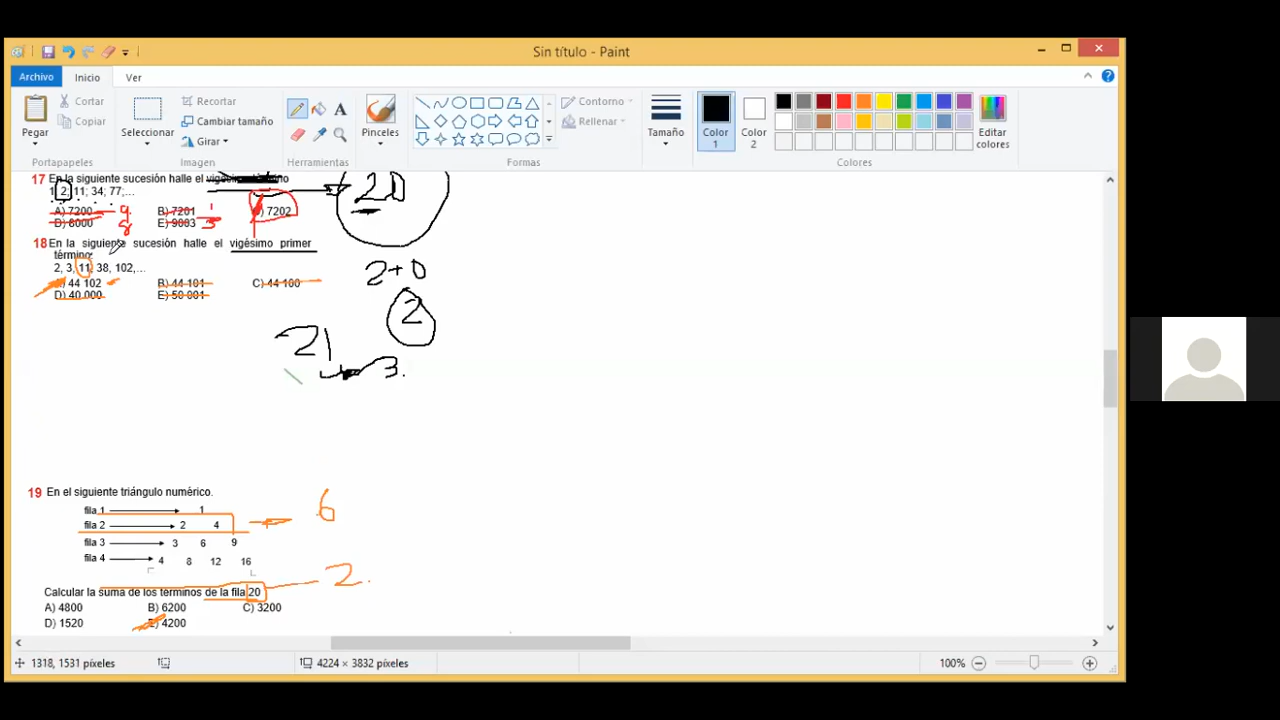 Sin título - Paint
Archivo Inicio Ver
Pegar
Cortar
Copiar
Portapapeles
Seleccionar
Recortar
Cambiar tamaño
Girar
Imagen
A
Herramientas
Pinceles
Contorno
Rellenar
Formas
Tamaño
Color 1
Color 2
Editar colores
Colores
17 En la siguiente sucesión halle el
1; 2; 11; 34; 77;...
A) 7200 B) 7201 7202
D) 8000 E) 9003
20
2+0
2
18 En la siguiente sucesión halle el vigésimo primer
término:
2, 3, 11, 38, 102,...
44 102 B) 44 101 C) 44 100
D) 40 000 E) 50 001
21
3.
19 En el siguiente triángulo numérico.
fila 1 1
fila 2 2 4
6
fila 3 3 6 9
fila 4 4 8 12 16
2.
Calcular la suma de los términos de la fila 20
A) 4800 B) 6200 C) 3200
D) 1520 E) 4200
1318, 1531 píxeles
4224 × 3832 píxeles
100%